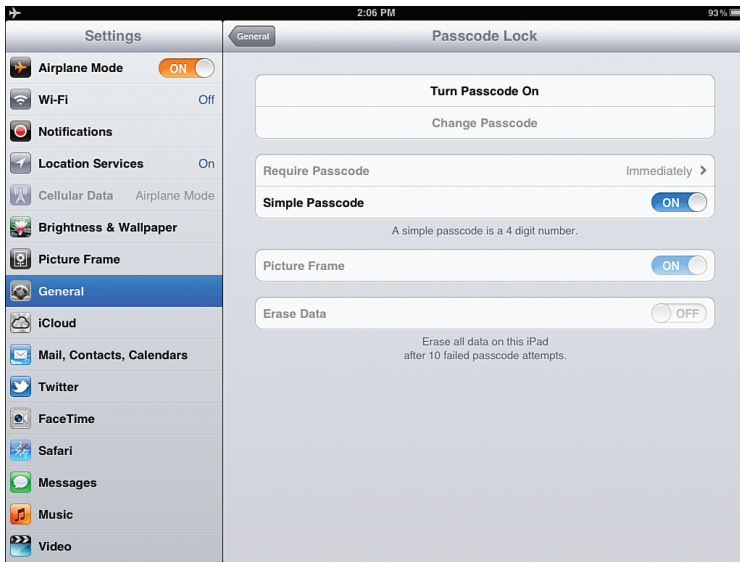 2:06 PM
93%
Settings
General
Passcode Lock
Airplane Mode ON
Wi-Fi Off
Notifications
Location Services On
Cellular Data Airplane Mode
Brightness & Wallpaper
Picture Frame
General
iCloud
Mail, Contacts, Calendars
Twitter
FaceTime
Safari
Messages
Music
Video
Turn Passcode On
Change Passcode
Require Passcode Immediately
Simple Passcode ON
A simple passcode is a 4 digit number.
Picture Frame ON
Erase Data OFF
Erase all data on this iPad
after 10 failed passcode attempts.